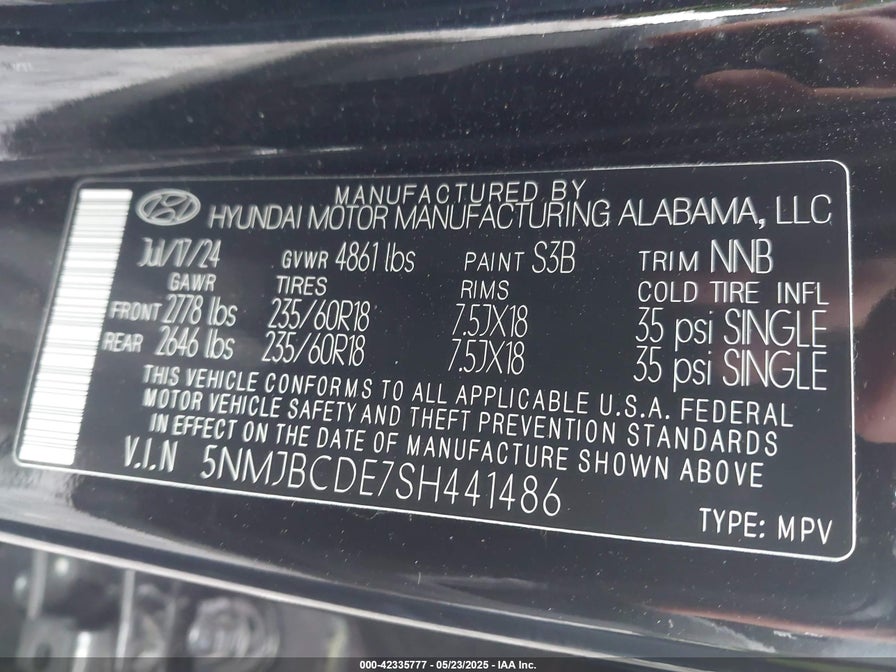 MANUFACTURED BY
HYUNDAI MOTOR MANUFACTURING ALABAMA, LLC
Jul/17/24 GVWR 4861 lbs PAINT S3B TRIM NNB
GAWR TIRES RIMS COLD TIRE INFL
FRONT 2778 lbs 235/60R18 7.5JX18 35 psi SINGLE
REAR 2646 lbs 235/60R18 7.5JX18 35 psi SINGLE
THIS VEHICLE CONFORMS TO ALL APPLICABLE U.S.A. FEDERAL
MOTOR VEHICLE SAFETY AND THEFT PREVENTION STANDARDS
IN EFFECT ON THE DATE OF MANUFACTURE SHOWN ABOVE
V.I.N 5NMJBCDE7SH441486
TYPE: MPV
000-42335777 - 05/23/2025 - IAA Inc.